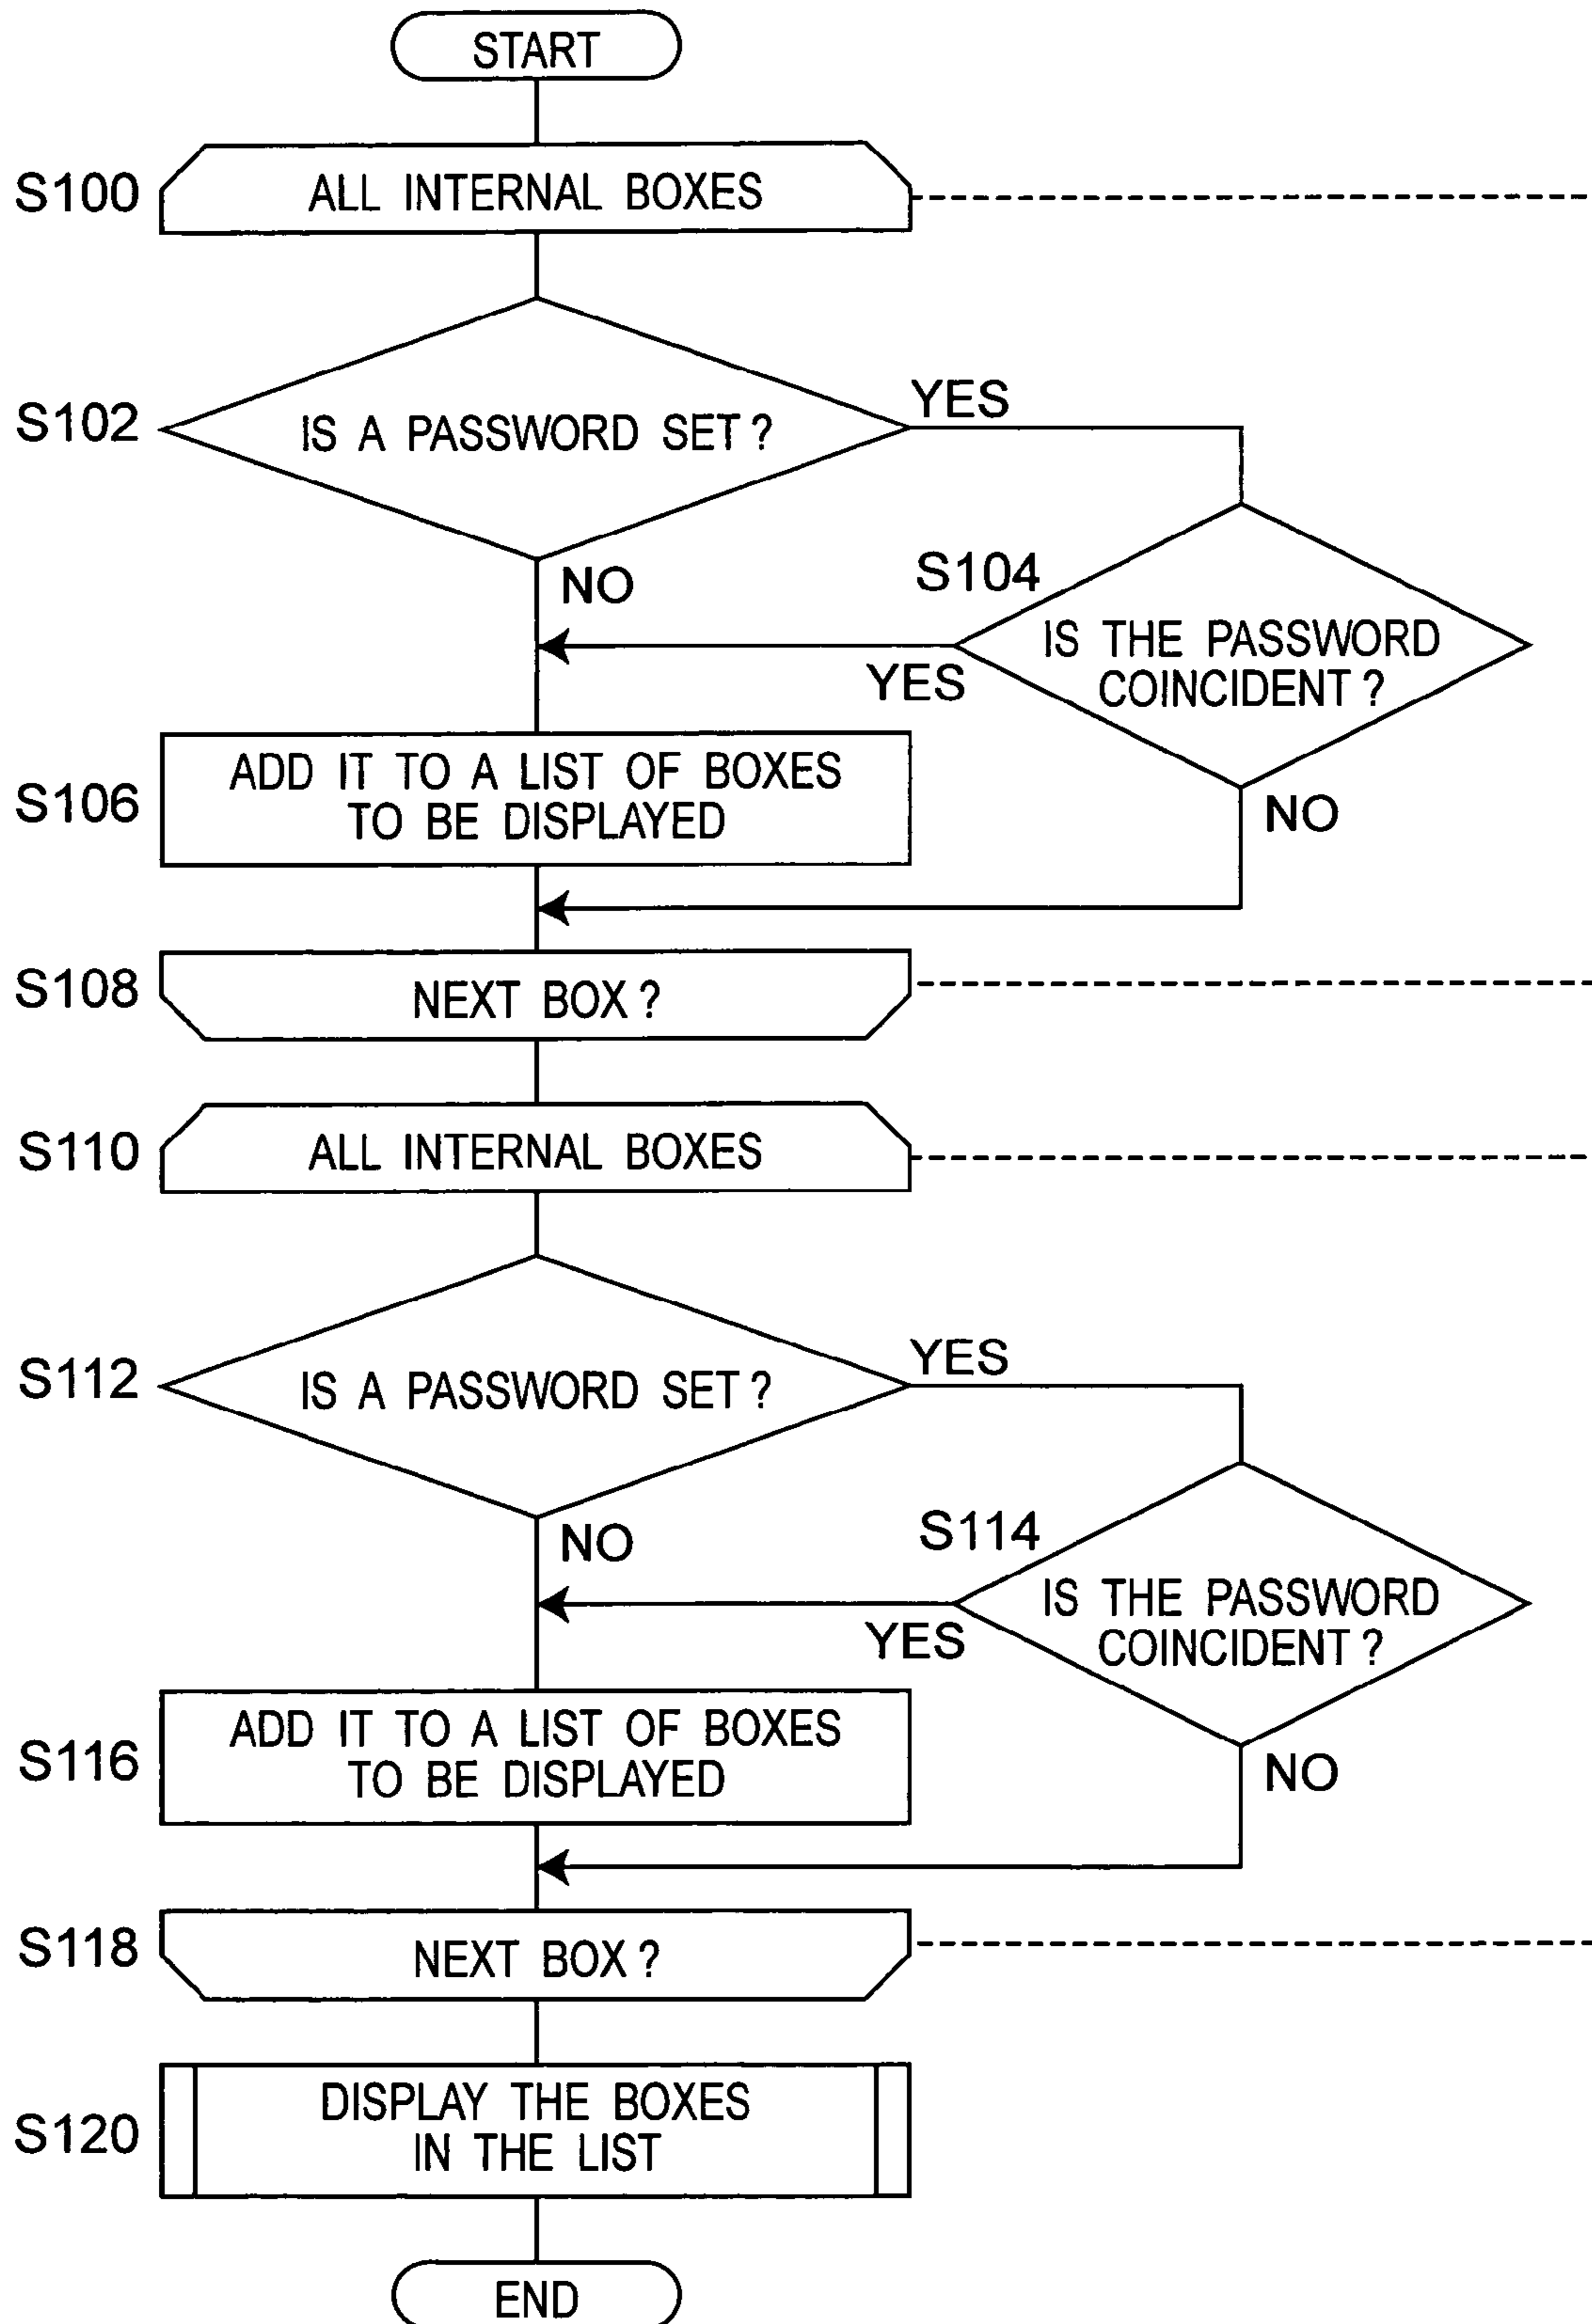 START
S100
ALL INTERNAL BOXES
S102
IS A PASSWORD SET?
YES
NO
S104
IS THE PASSWORD
COINCIDENT?
YES
NO
S106
ADD IT TO A LIST OF BOXES
TO BE DISPLAYED
S108
NEXT BOX?
S110
ALL INTERNAL BOXES
S112
IS A PASSWORD SET?
YES
NO
S114
IS THE PASSWORD
COINCIDENT?
YES
NO
S116
ADD IT TO A LIST OF BOXES
TO BE DISPLAYED
S118
NEXT BOX?
S120
DISPLAY THE BOXES
IN THE LIST
END